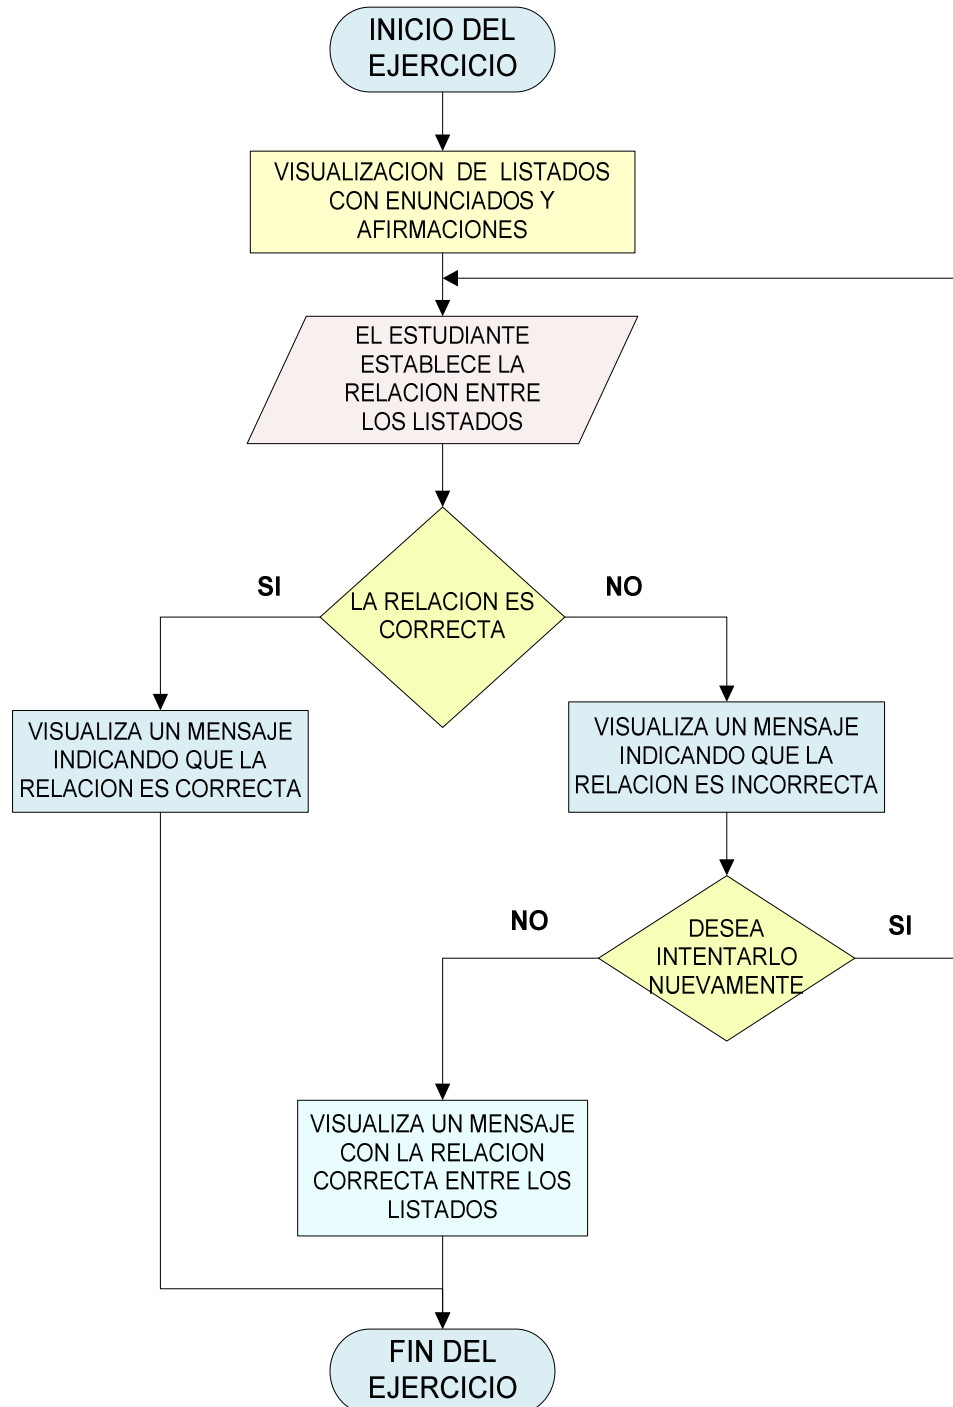 INICIO DEL
EJERCICIO
VISUALIZACION DE LISTADOS
CON ENUNCIADOS Y
AFIRMACIONES
EL ESTUDIANTE
ESTABLECE LA
RELACION ENTRE
LOS LISTADOS
SI
NO
LA RELACION ES
CORRECTA
VISUALIZA UN MENSAJE
INDICANDO QUE LA
RELACION ES CORRECTA
VISUALIZA UN MENSAJE
INDICANDO QUE LA
RELACION ES INCORRECTA
NO
SI
DESEA
INTENTARLO
NUEVAMENTE
VISUALIZA UN MENSAJE
CON LA RELACION
CORRECTA ENTRE LOS
LISTADOS
FIN DEL
EJERCICIO